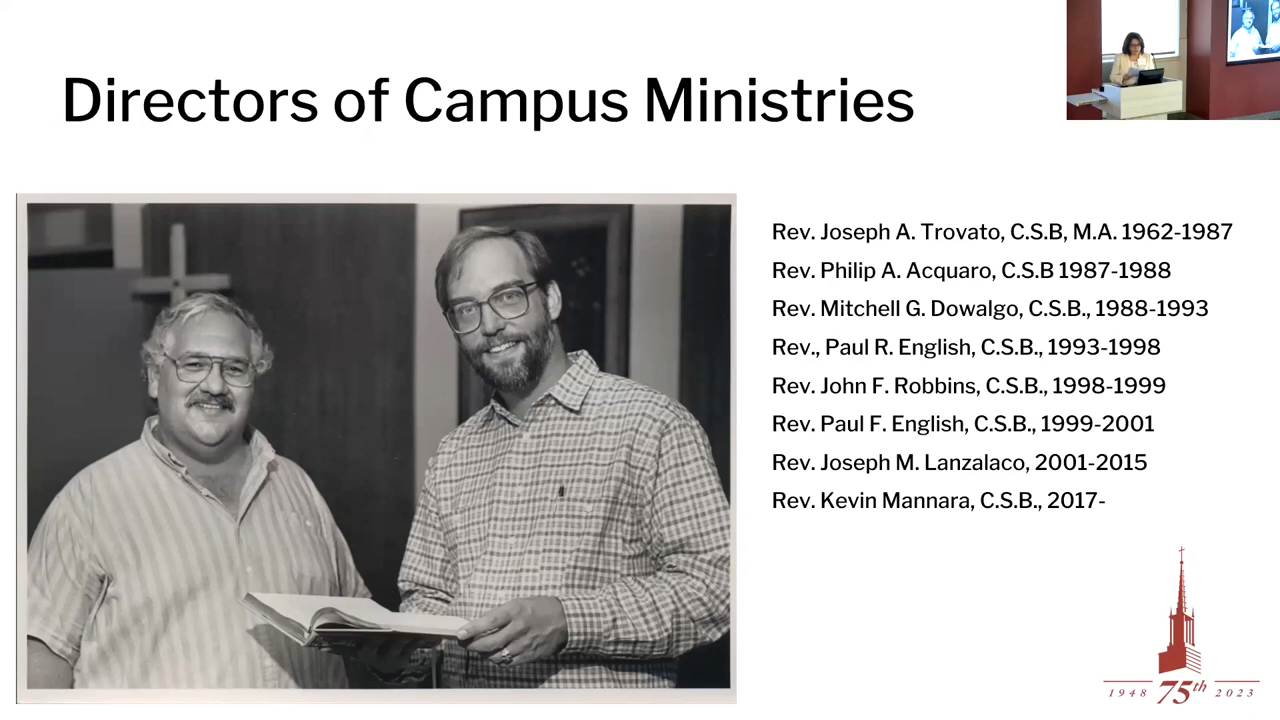 Directors of Campus Ministries
Rev. Joseph A. Trovato, C.S.B, M.A. 1962-1987
Rev. Philip A. Acquaro, C.S.B 1987-1988
Rev. Mitchell G. Dowalgo, C.S.B., 1988-1993
Rev., Paul R. English, C.S.B., 1993-1998
Rev. John F. Robbins, C.S.B., 1998-1999
Rev. Paul F. English, C.S.B., 1999-2001
Rev. Joseph M. Lanzalaco, 2001-2015
Rev. Kevin Mannara, C.S.B., 2017-
1948 75th 2023